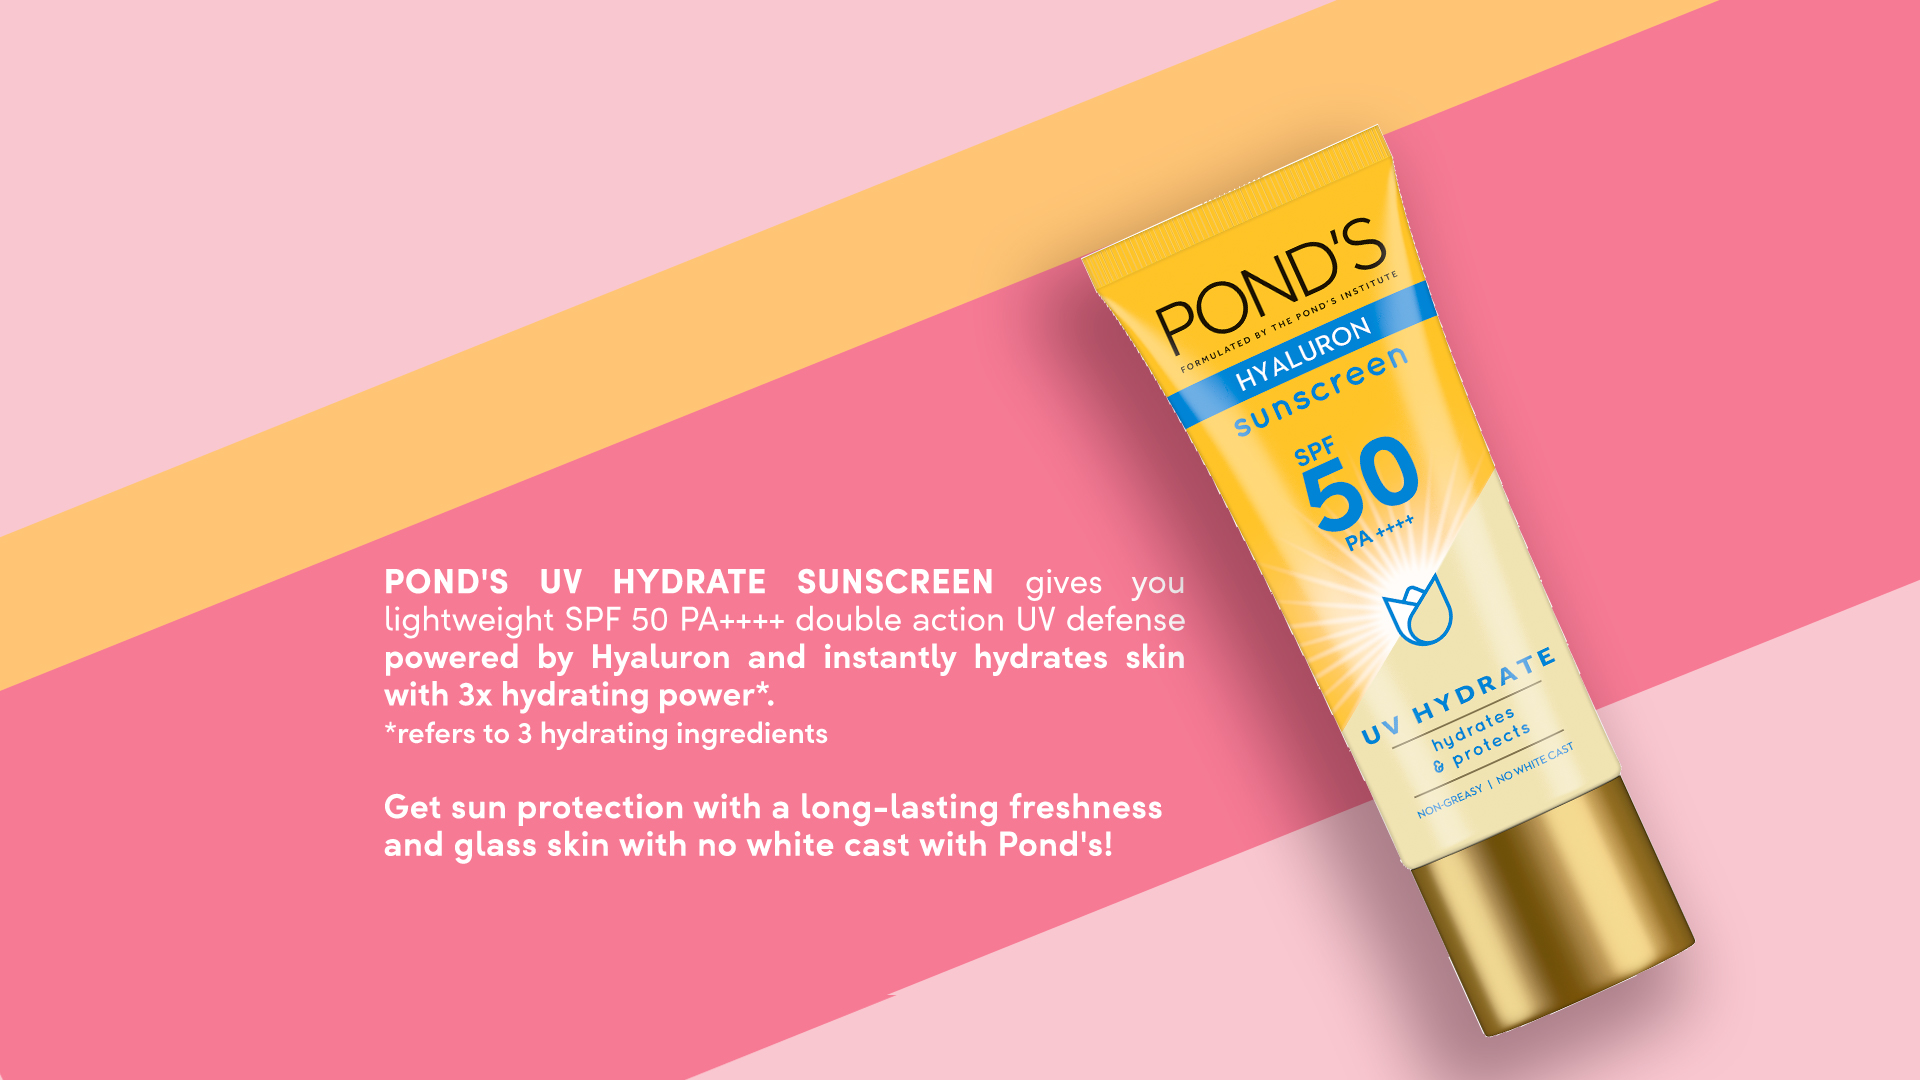 POND'S UV HYDRATE SUNSCREEN gives you
lightweight SPF 50 PA++++ double action UV defense
powered by Hyaluron and instantly hydrates skin
with 3x hydrating power*.
*refers to 3 hydrating ingredients
Get sun protection with a long-lasting freshness
and glass skin with no white cast with Pond's!
POND'S
FORMULATED BY THE POND'S INSTITUTE
HYALURON
sunscreen
SPF
50
PA ++++
UV HYDRATE
hydrates
& protects
NON-GREASY | NO WHITE CAST